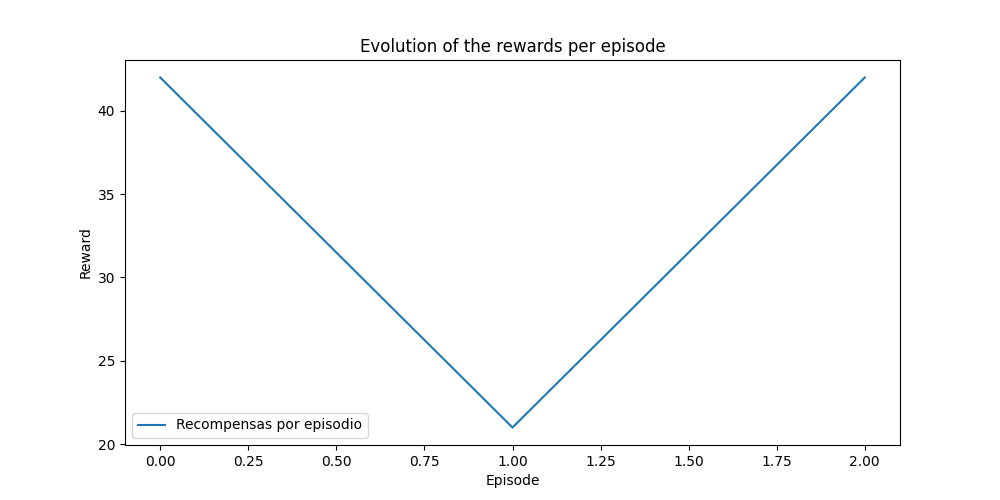 Evolution of the rewards per episode
40
35
30
25
20
Reward
Recompensas por episodio
0.00 0.25 0.50 0.75 1.00 1.25 1.50 1.75 2.00
Episode